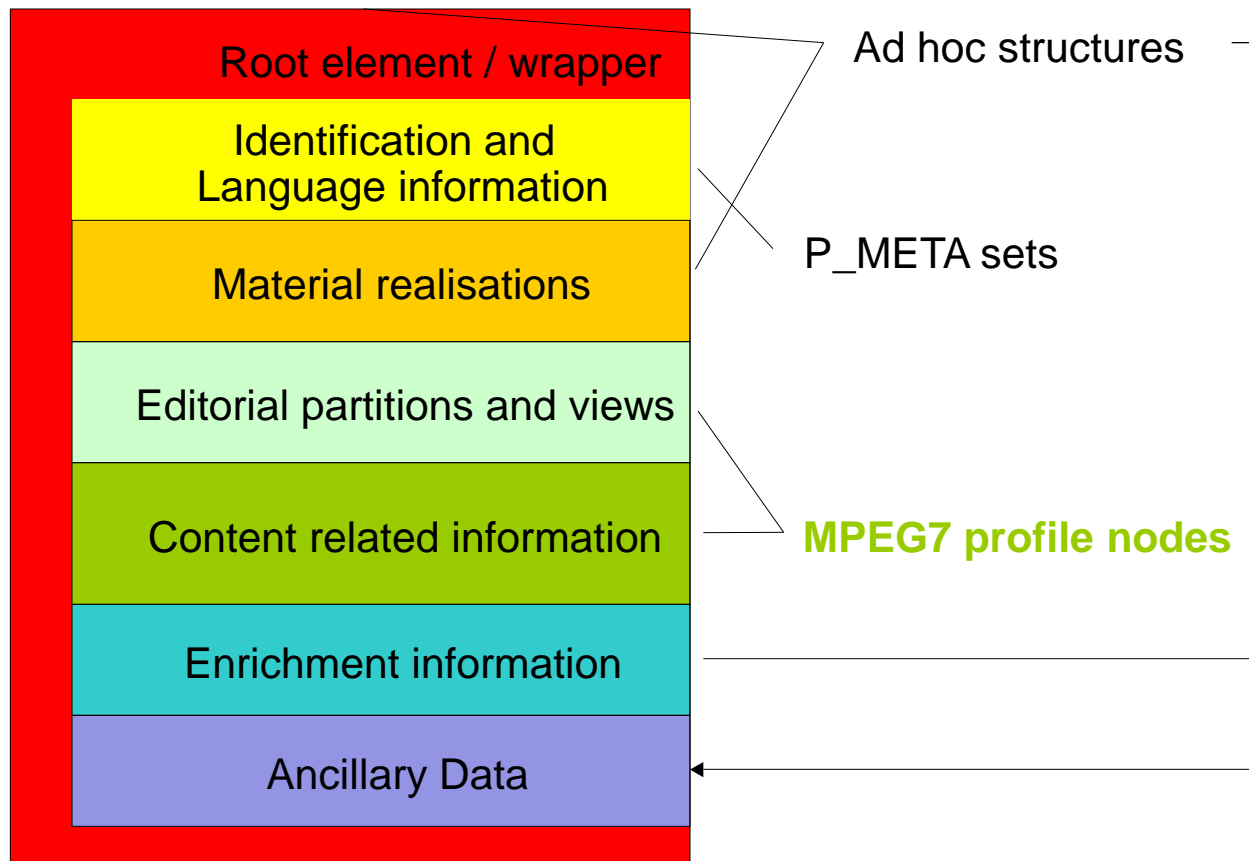 Root element / wrapper
Ad hoc structures
Identification and
Language information
P_META sets
Material realisations
Editorial partitions and views
Content related information
MPEG7 profile nodes
Enrichment information
Ancillary Data